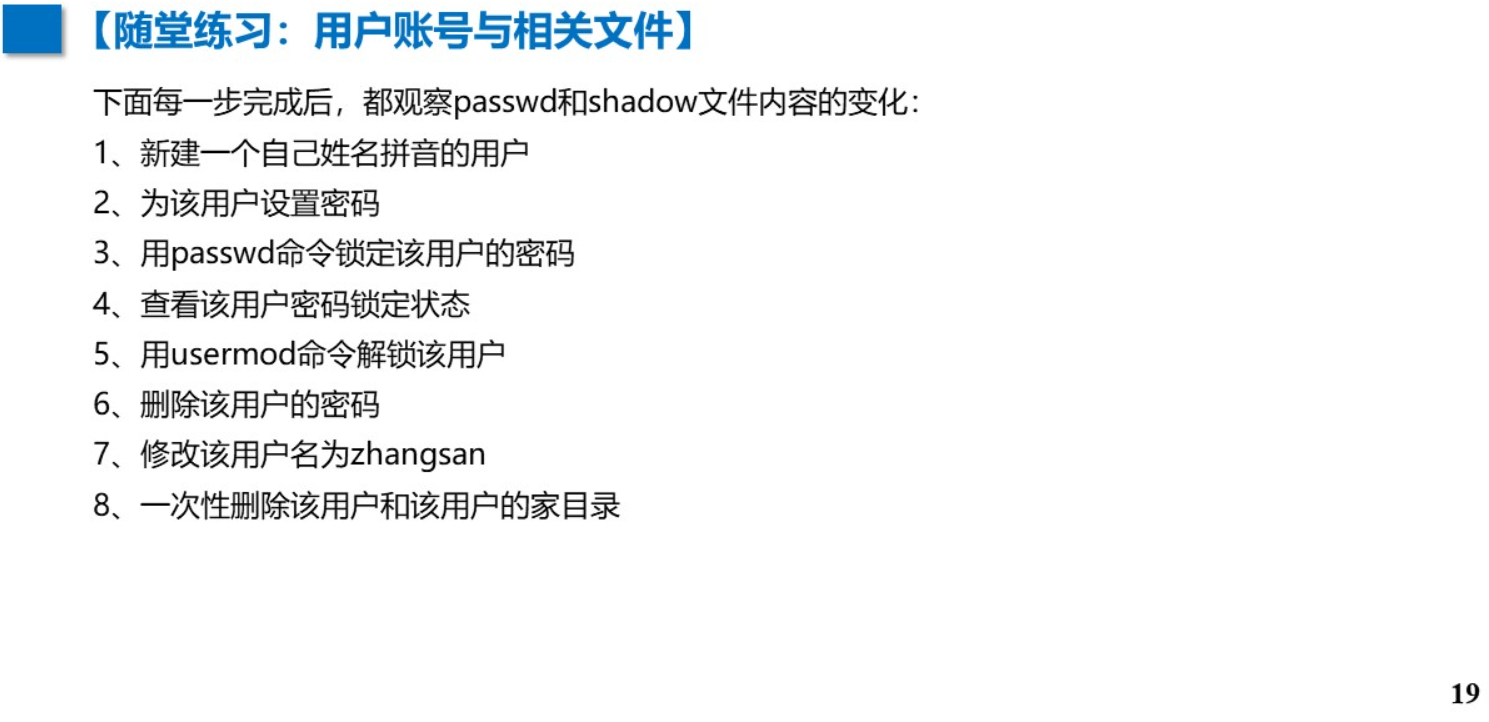 【随堂练习：用户账号与相关文件】
下面每一步完成后，都观察passwd和shadow文件内容的变化：
1、新建一个自己姓名拼音的用户
2、为该用户设置密码
3、用passwd命令锁定该用户的密码
4、查看该用户密码锁定状态
5、用usermod命令解锁该用户
6、删除该用户的密码
7、修改该用户名为zhangsan
8、一次性删除该用户和该用户的家目录
19